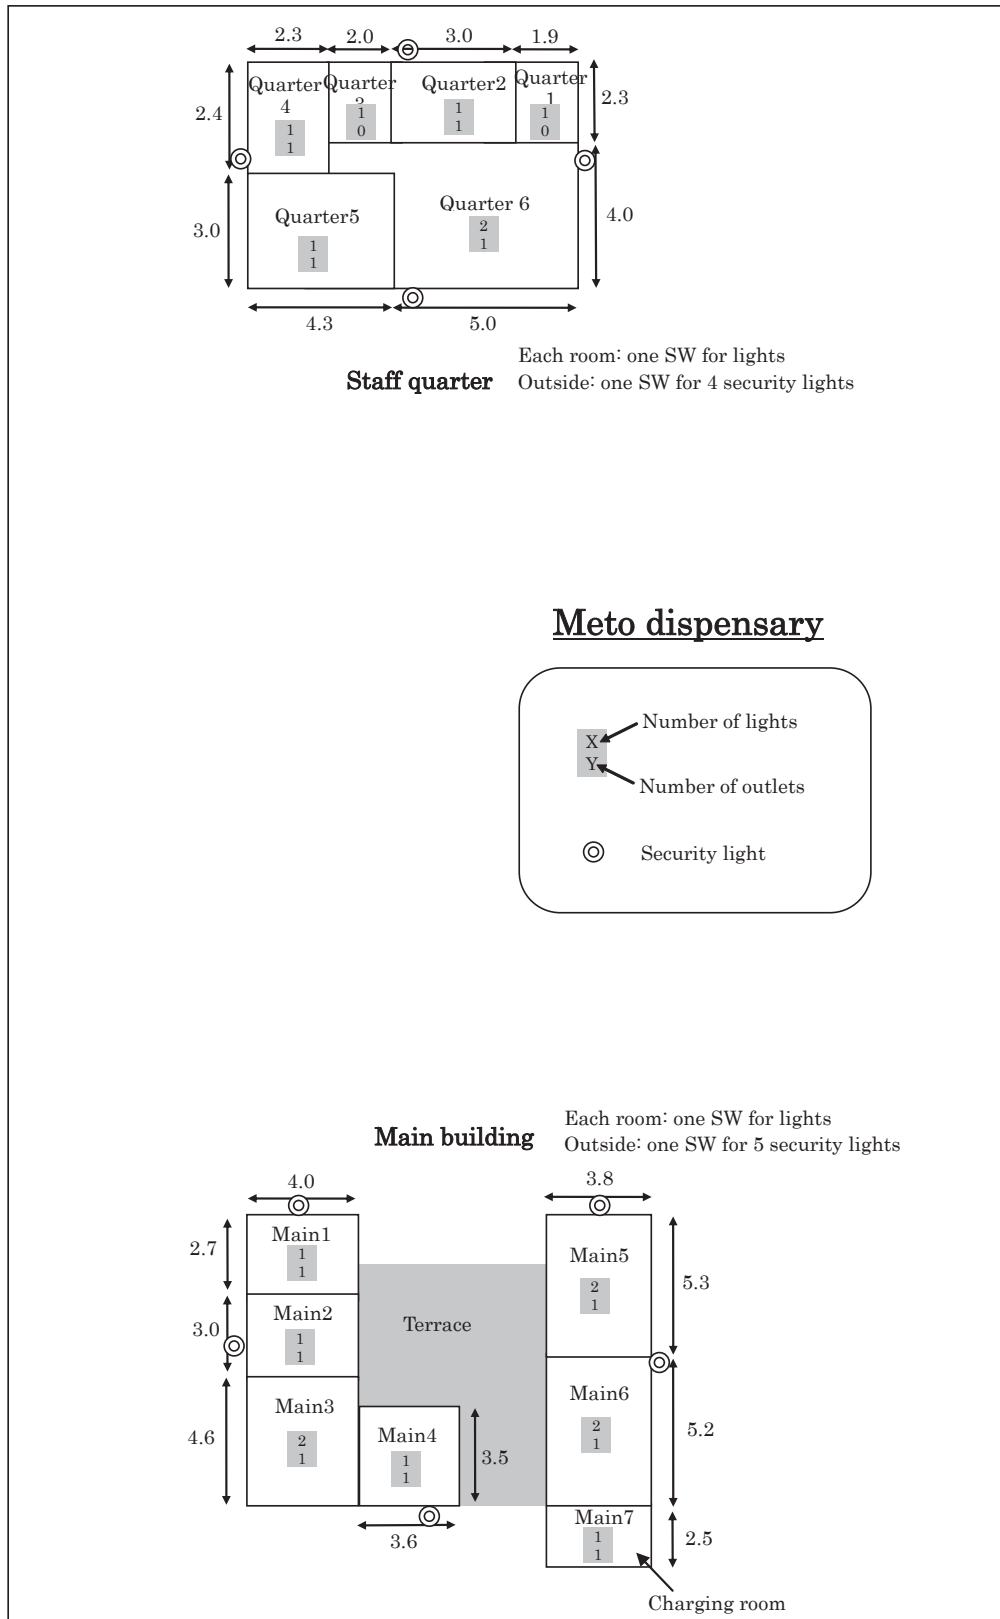 2.3
2.0
3.0
1.9
Quarter
4
1
1
Quarter
1
0
Quarter2
1
1
Quarter
1
1
0
2.4
2.3
3.0
Quarter5
1
1
Quarter 6
2
1
4.0
4.3
5.0
Staff quarter
Each room: one SW for lights
Outside: one SW for 4 security lights
Meto dispensary
X
Y
Number of lights
Number of outlets
Security light
Main building
Each room: one SW for lights
Outside: one SW for 5 security lights
4.0
3.8
2.7
Main1
1
1
3.0
Main2
1
1
4.6
Main3
2
1
Terrace
Main4
1
1
3.5
3.6
Main5
2
1
5.3
Main6
2
1
5.2
Main7
1
1
2.5
Charging room